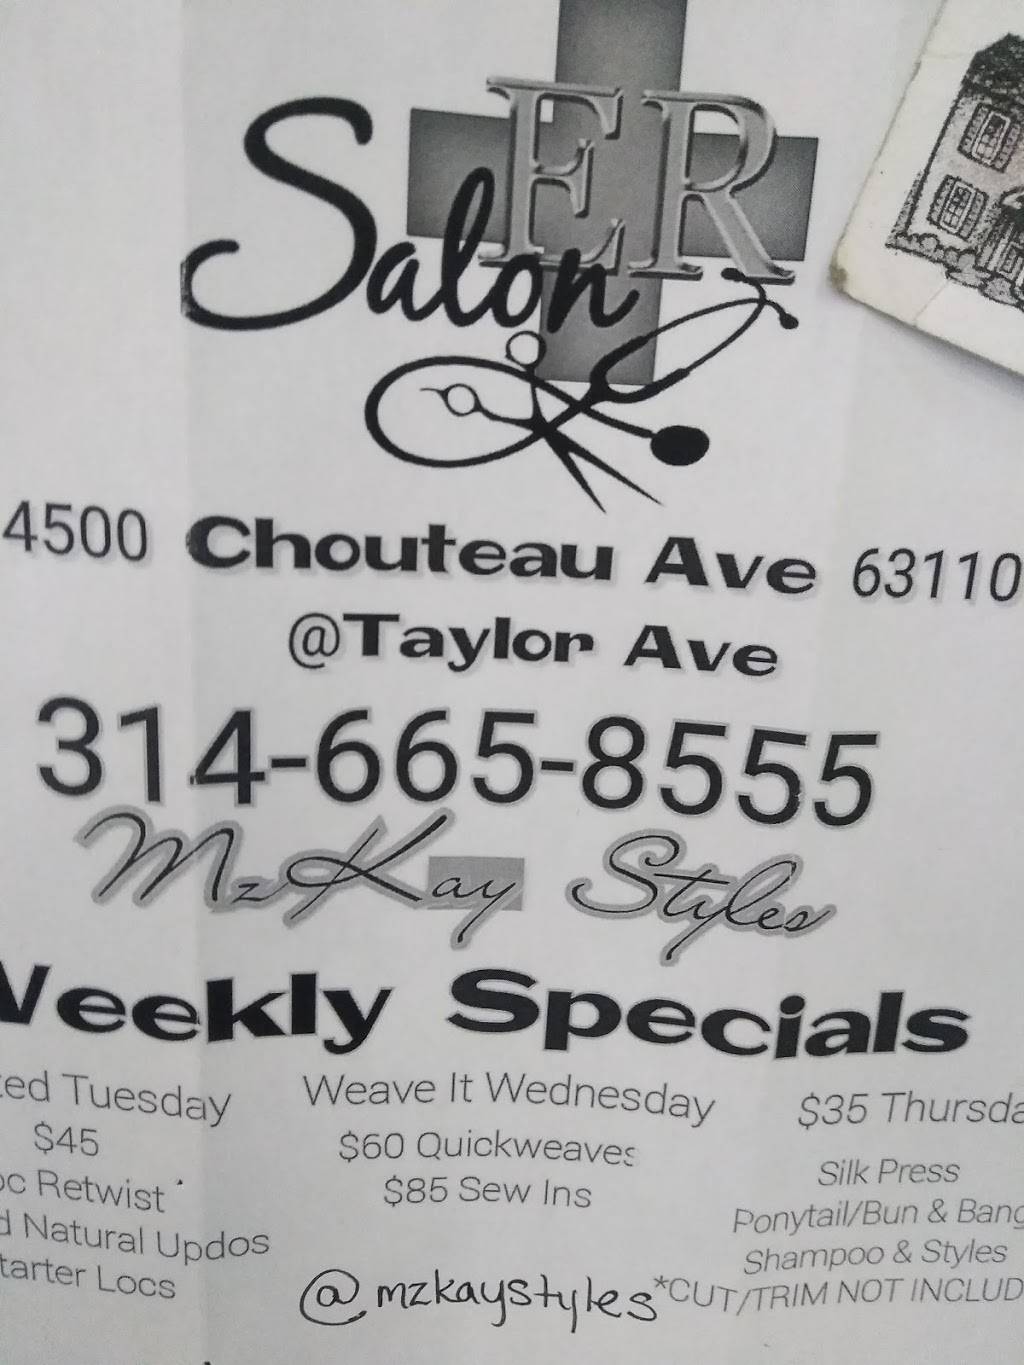 Salon ER
4500 Chouteau Ave 63110
@Taylor Ave
314-665-8555
MzKay Styles
Weekly Specials
Tuesday
$45
Retwist
Natural Updos
Starter Locs
Weave It Wednesday
$60 Quickweaves
$85 Sew Ins
$35 Thursda
Silk Press
Ponytail/Bun & Bang
Shampoo & Styles
*CUT/TRIM NOT INCLUD
@mzkaystyles